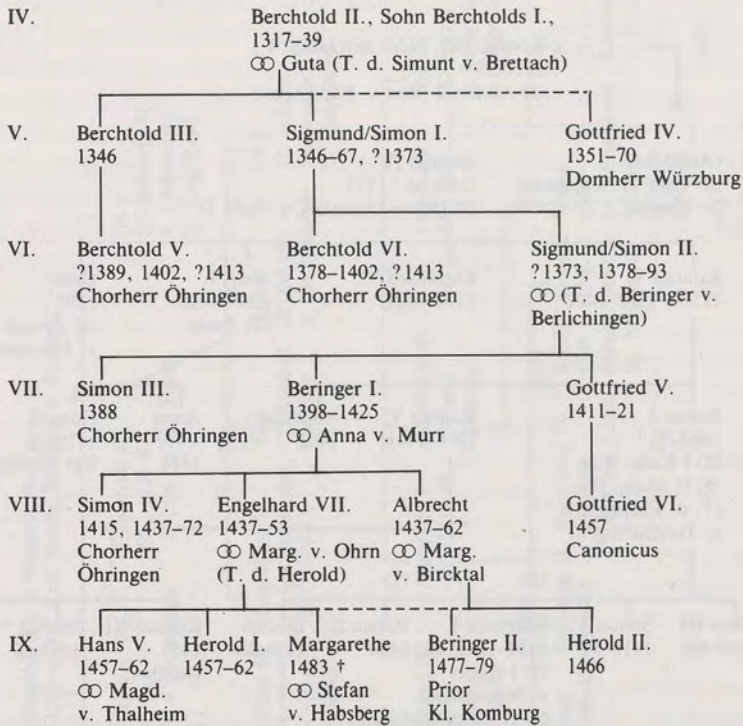 IV. Berchtold II., Sohn Berchtolds I.,
1317–39
⚭ Guta (T. d. Simunt v. Brettach)
V. Berchtold III. Sigmund/Simon I. Gottfried IV.
1346 1346–67, ?1373 1351–70
Domherr Würzburg
VI. Berchtold V. Berchtold VI. Sigmund/Simon II.
?1389, 1402, ?1413 1378–1402, ?1413 ?1373, 1378–93
Chorherr Öhringen Chorherr Öhringen ⚭ (T. d. Beringer v.
Berlichingen)
VII. Simon III. Beringer I. Gottfried V.
1388 1398–1425 1411–21
Chorherr Öhringen ⚭ Anna v. Murr
VIII. Simon IV. Engelhard VII. Albrecht Gottfried VI.
1415, 1437–72 1437–53 1437–62 1457
Chorherr ⚭ Marg. v. Ohrn ⚭ Marg. Canonicus
Öhringen (T. d. Herold) v. Bircktal
IX. Hans V. Herold I. Margarethe Beringer II. Herold II.
1457–62 1457–62 1483 † 1477–79 1466
⚭ Magd. ⚭ Stefan Prior
v. Thalheim v. Habsberg Kl. Komburg